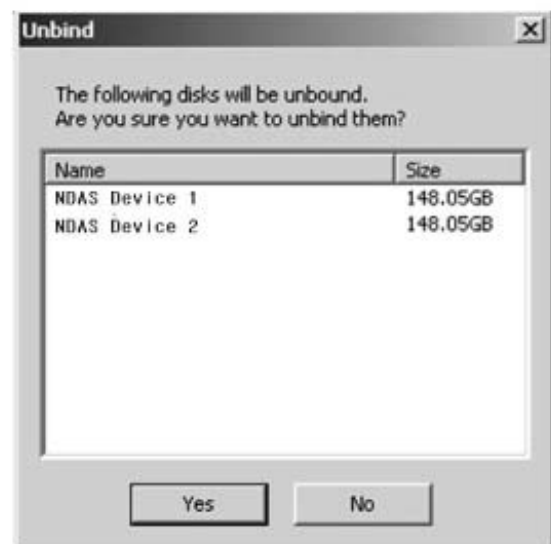 Unbind
The following disks will be unbound.
Are you sure you want to unbind them?
Name Size
NDAS Device 1 148.05GB
NDAS Device 2 148.05GB
Yes No